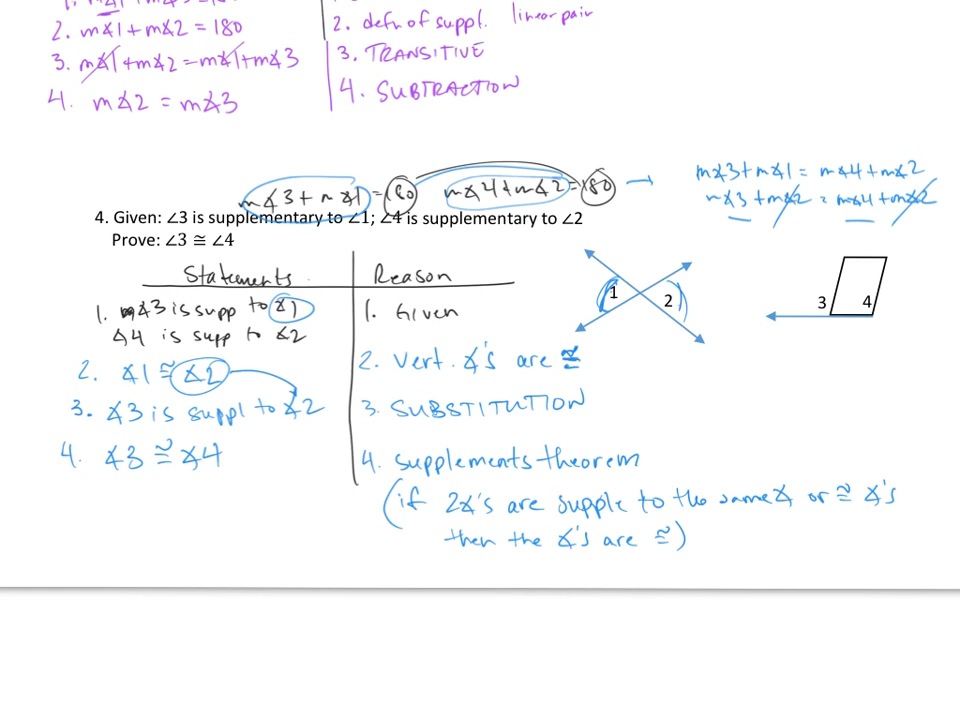 2. m∡1 + m∡2 = 180
2. defn of suppl. linear pair
3. m∡1 + m∡2 = m∡1 + m∡3
3. TRANSITIVE
4. m∡2 = m∡3
4. SUBTRACTION
m∡3 + m∡1 = 180 m∡4 + m∡2 = 180 →
m∡3 + m∡1 = m∡4 + m∡2
m∡3 + m∡2 = m∡4 + m∡2
4. Given: ∠3 is supplementary to ∠1; ∠4 is supplementary to ∠2
Prove: ∠3 ≅ ∠4
Statements Reason
1. m∡3 is supp to ∡1
∡4 is supp to ∡2
1. Given
2. ∡1 ≅ ∡2
2. Vert. ∡'s are ≅
3. ∡3 is suppl to ∡2
3. SUBSTITUTION
4. ∡3 ≅ ∡4
4. supplements theorem
(if 2∡'s are supple to the same ∡ or ≅ ∡'s
then the ∡'s are ≅)
1 2
3 4